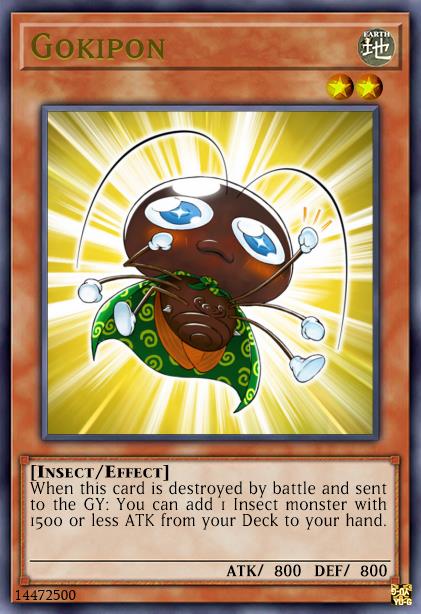 GOKIPON
EARTH
地
[INSECT/EFFECT]
When this card is destroyed by battle and sent
to the GY: You can add 1 Insect monster with
1500 or less ATK from your Deck to your hand.
ATK/ 800 DEF/ 800
14472500